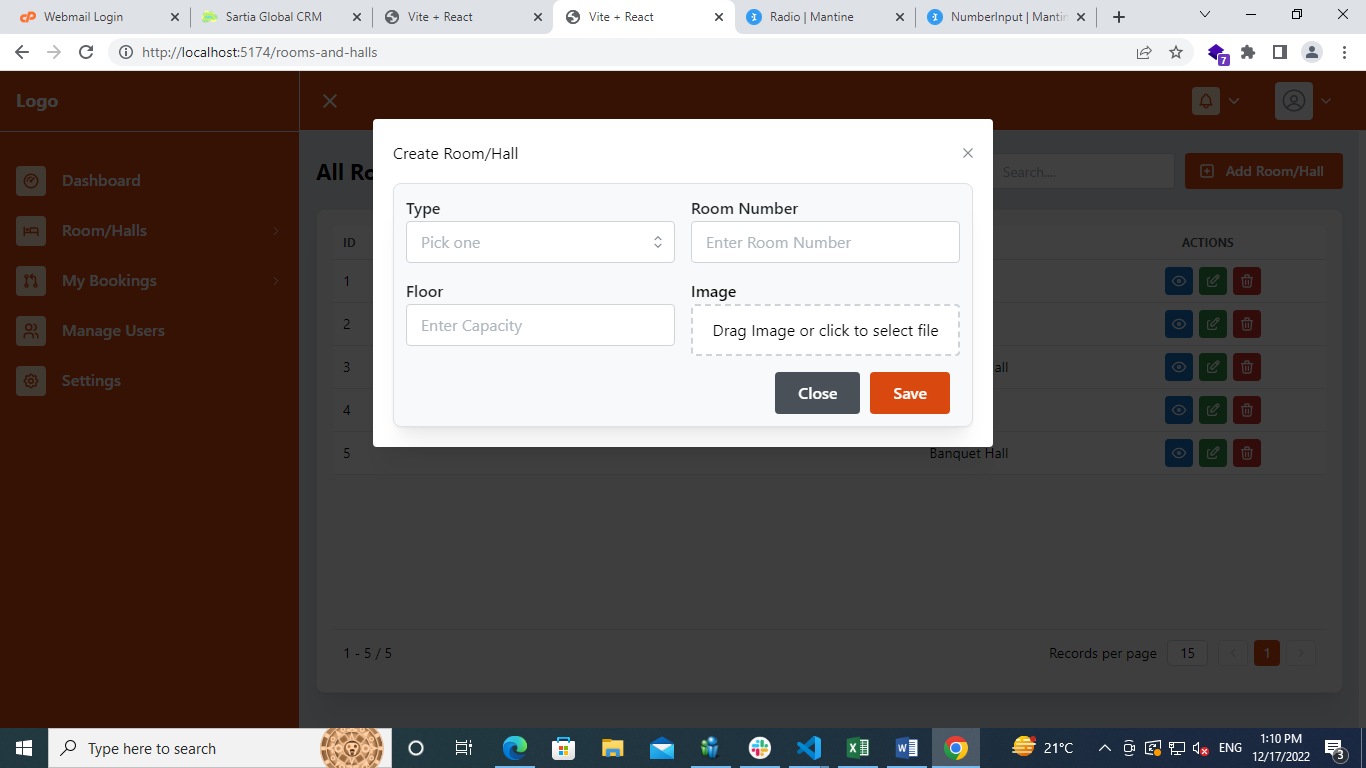 Webmail Login
Sartia Global CRM
Vite + React
Vite + React
Radio | Mantine
NumberInput | Mantin
http://localhost:5174/rooms-and-halls
7
Logo
Dashboard
Room/Halls
My Bookings
Manage Users
Settings
All Ro
Search....
Add Room/Hall
Create Room/Hall
Type
Room Number
Pick one
Enter Room Number
Floor
Image
Enter Capacity
Drag Image or click to select file
Close
Save
ID
ACTIONS
1
2
3
all
4
5
Banquet Hall
1 - 5 / 5
Records per page
15
1
Type here to search
21°C
ENG
1:10 PM
12/17/2022
3